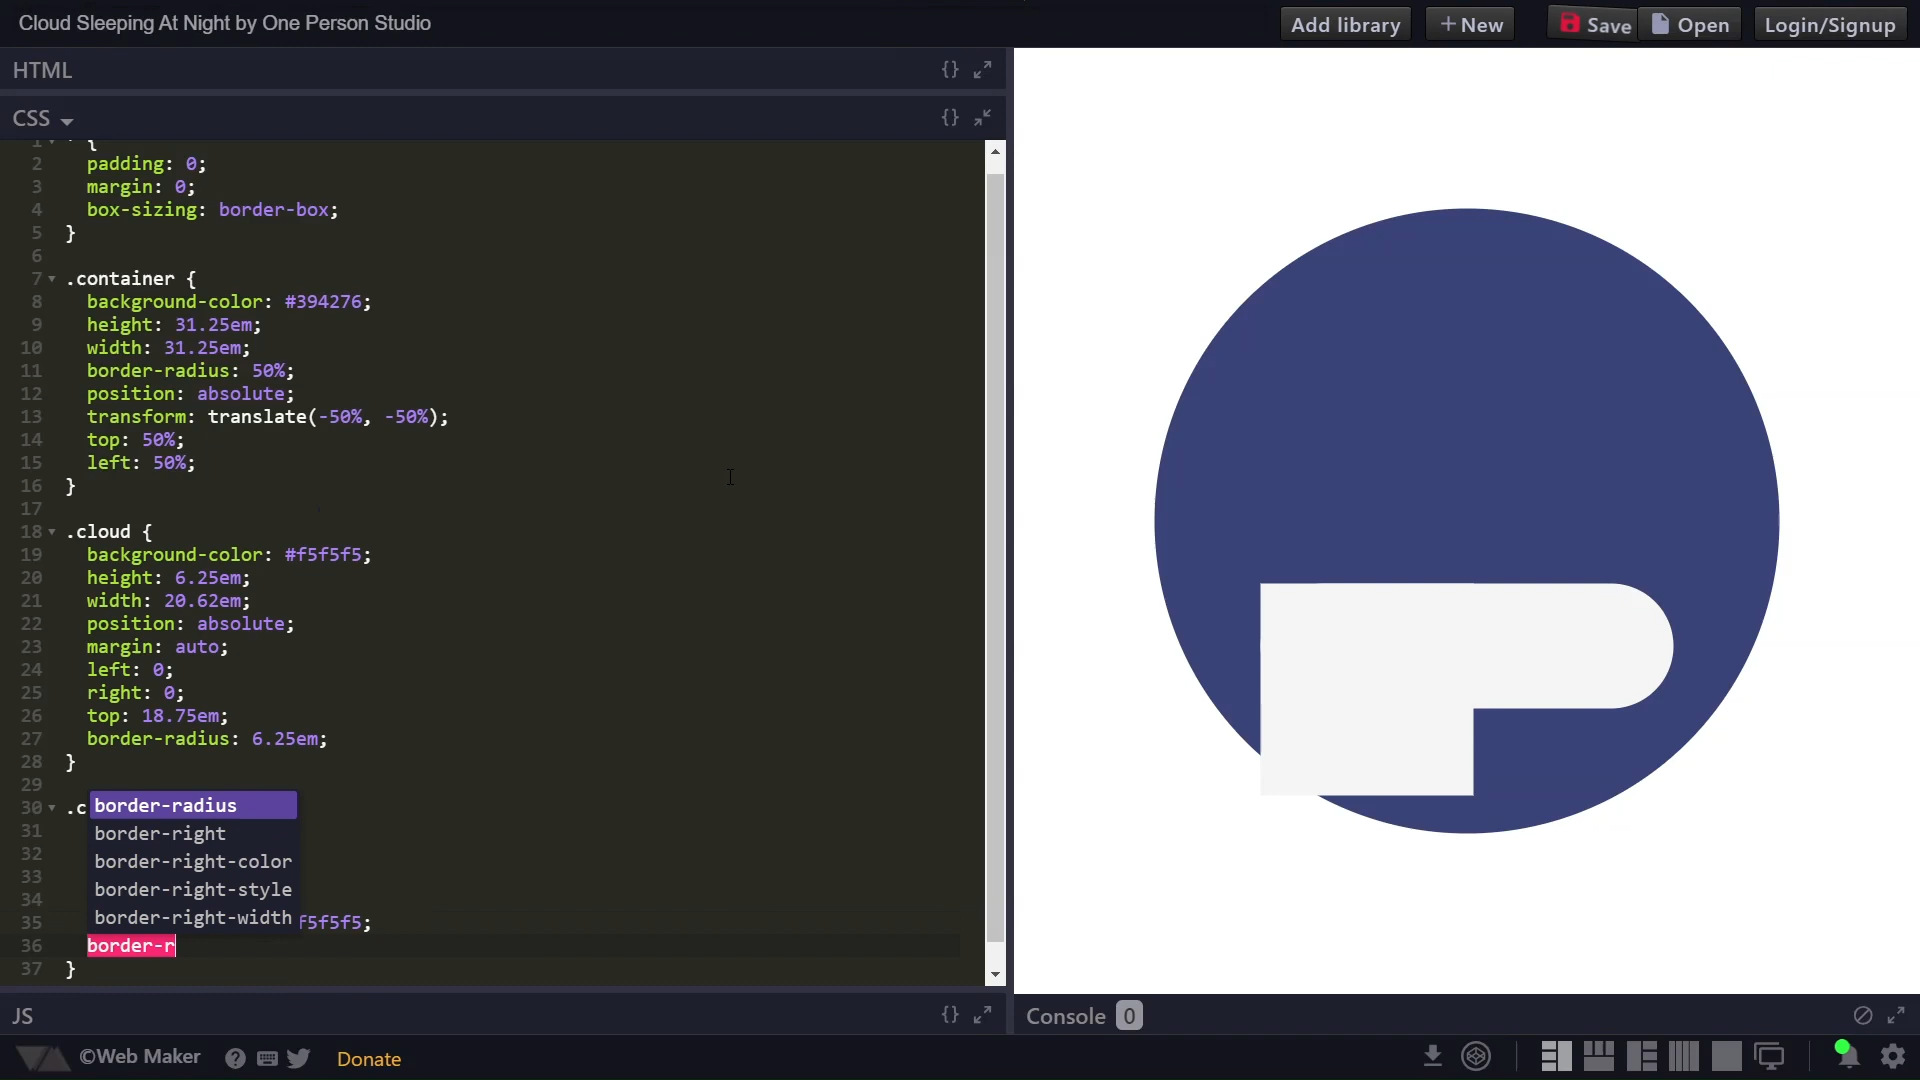 Cloud Sleeping At Night by One Person Studio
Add library
+ New
Save
Open
Login/Signup
HTML
{}
CSS
{}
1 * {
2 padding: 0;
3 margin: 0;
4 box-sizing: border-box;
5 }
6
7 .container {
8 background-color: #394276;
9 height: 31.25em;
10 width: 31.25em;
11 border-radius: 50%;
12 position: absolute;
13 transform: translate(-50%, -50%);
14 top: 50%;
15 left: 50%;
16 }
17
18 .cloud {
19 background-color: #f5f5f5;
20 height: 6.25em;
21 width: 20.62em;
22 position: absolute;
23 margin: auto;
24 left: 0;
25 right: 0;
26 top: 18.75em;
27 border-radius: 6.25em;
28 }
29
30 .c
border-radius
31
border-right
32
border-right-color
33
34
border-right-style
35 f5f5f5;
border-right-width
36 border-r
37 }
JS
{}
Console 0
©Web Maker
?
Donate